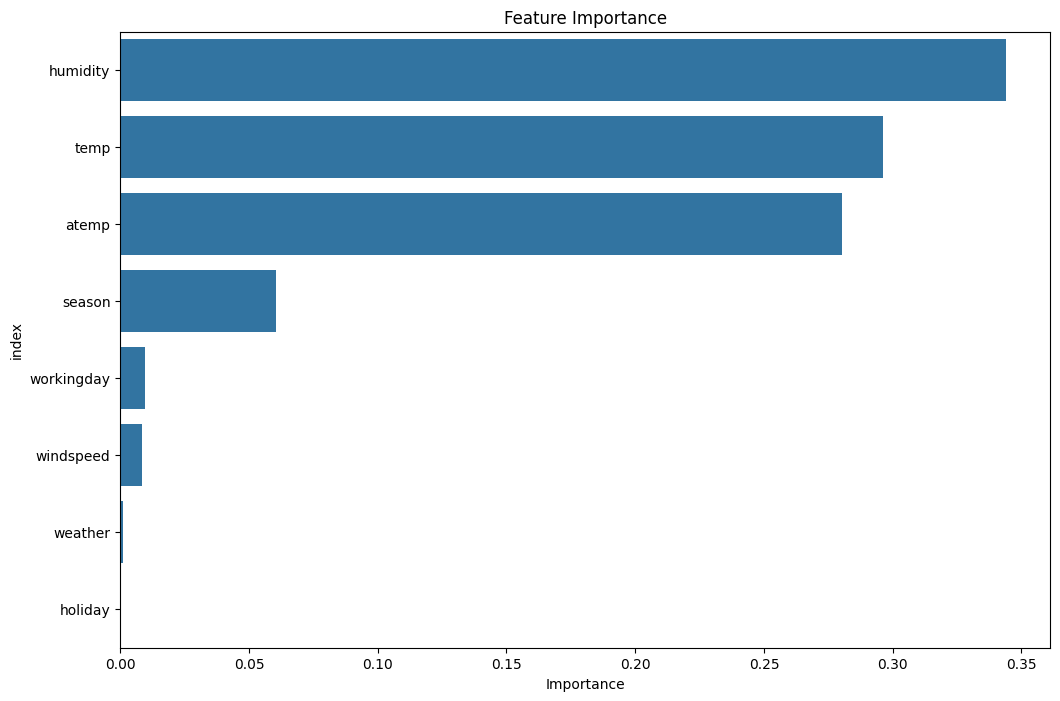 Feature Importance
humidity
temp
atemp
season
workingday
windspeed
weather
holiday
index
0.00 0.05 0.10 0.15 0.20 0.25 0.30 0.35
Importance